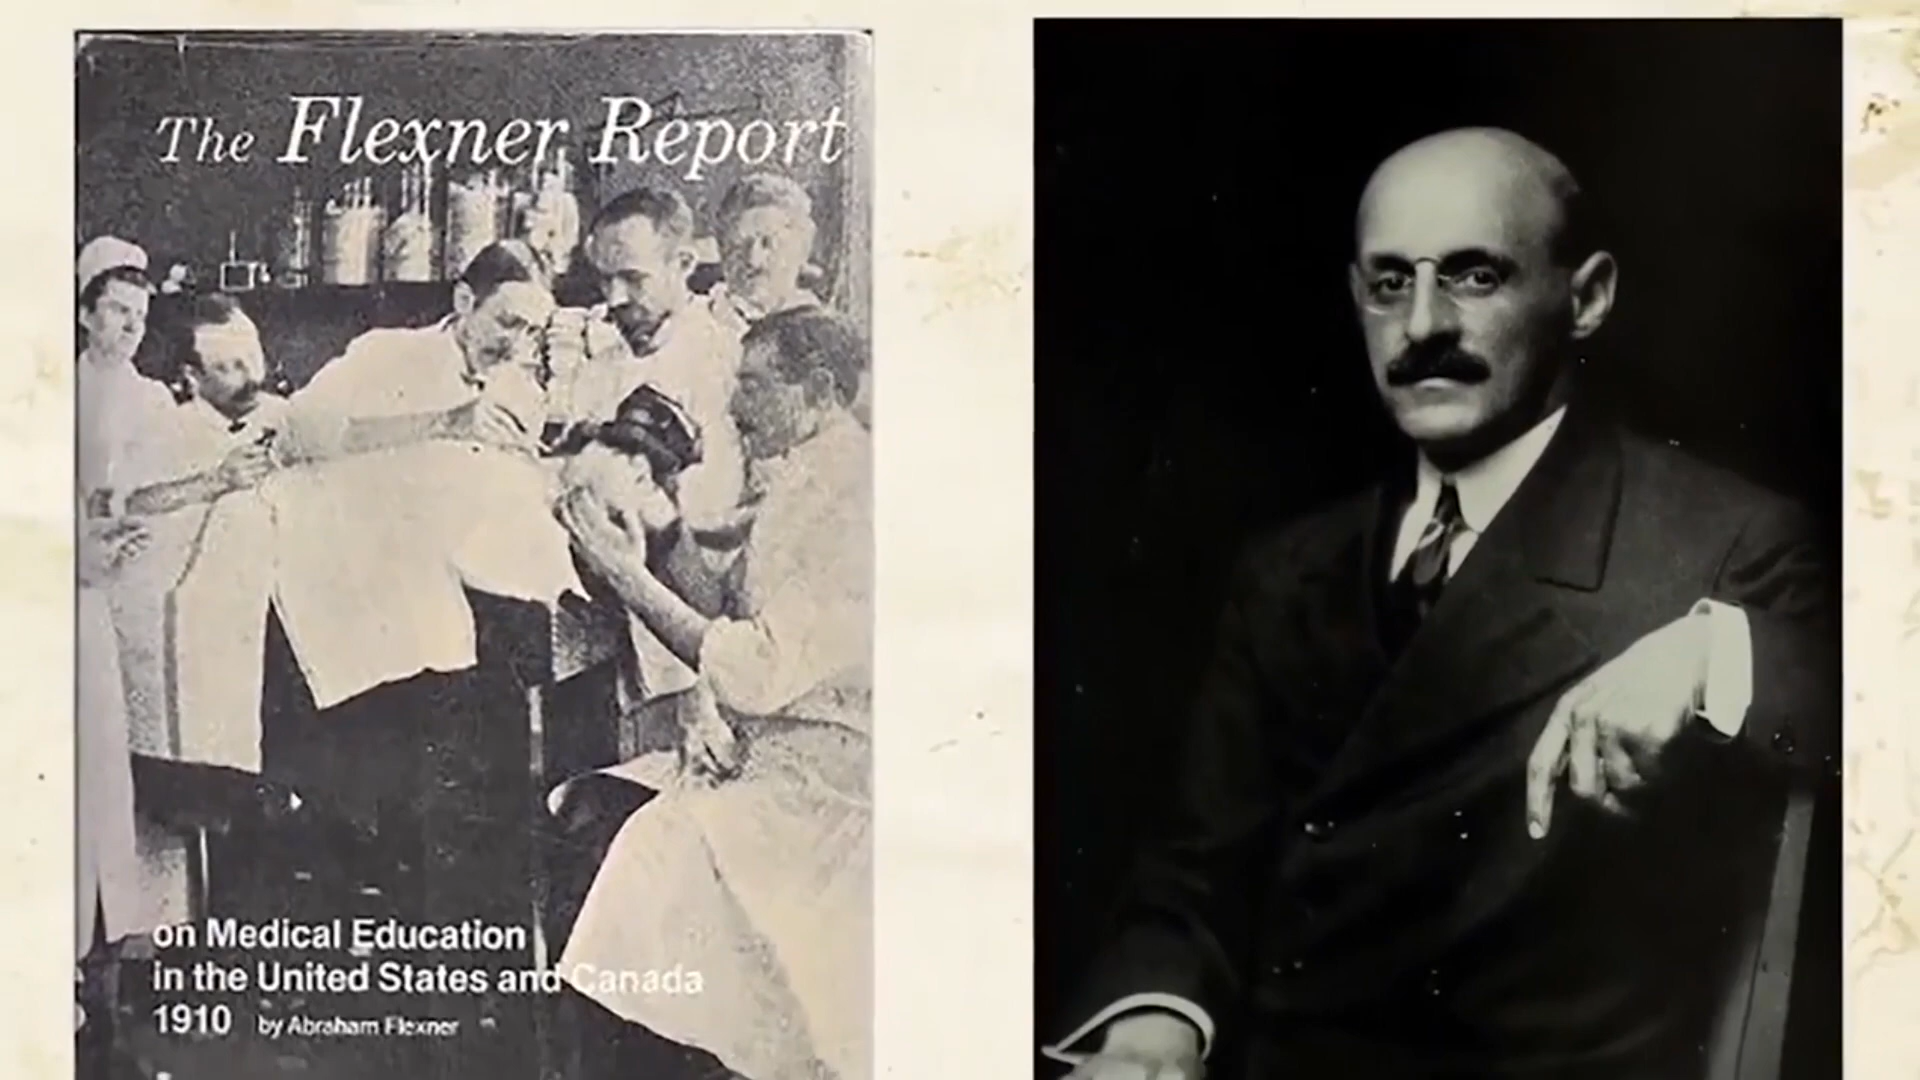 The Flexner Report
on Medical Education
in the United States and Canada
1910 by Abraham Flexner